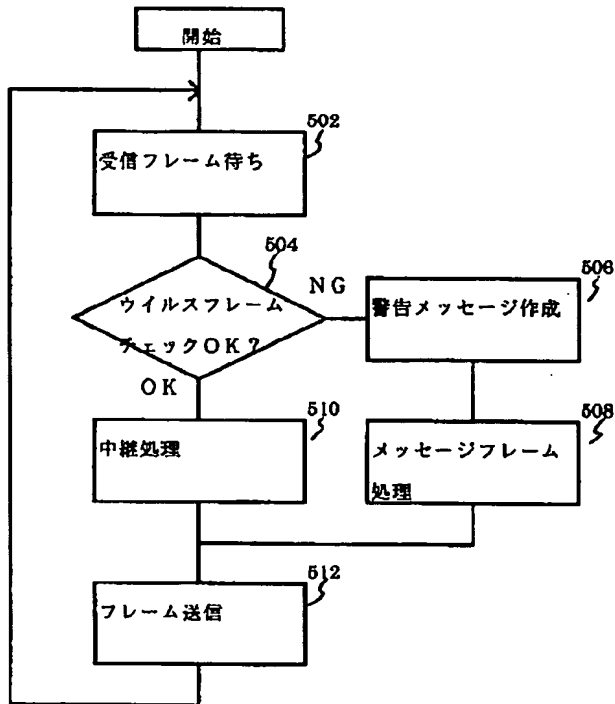 開始
502
受信フレーム待ち
504
ウイルスフレーム
チェックOK?
NG
OK
506
警告メッセージ作成
510
中継処理
508
メッセージフレーム
処理
512
フレーム送信